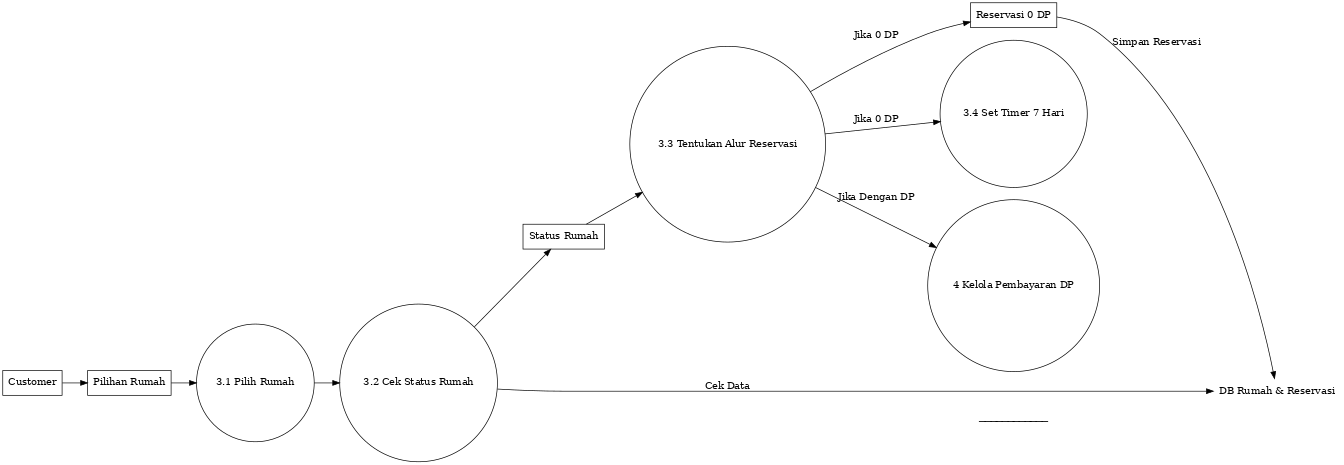 Reservasi 0 DP
Jika 0 DP
Simpan Reservasi
3.4 Set Timer 7 Hari
Jika 0 DP
3.3 Tentukan Alur Reservasi
Jika Dengan DP
Status Rumah
4 Kelola Pembayaran DP
Customer
Pilihan Rumah
3.1 Pilih Rumah
3.2 Cek Status Rumah
Cek Data
DB Rumah & Reservasi